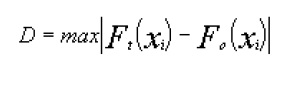 D = max|Fₜ(xᵢ) − Fₒ(xᵢ)|